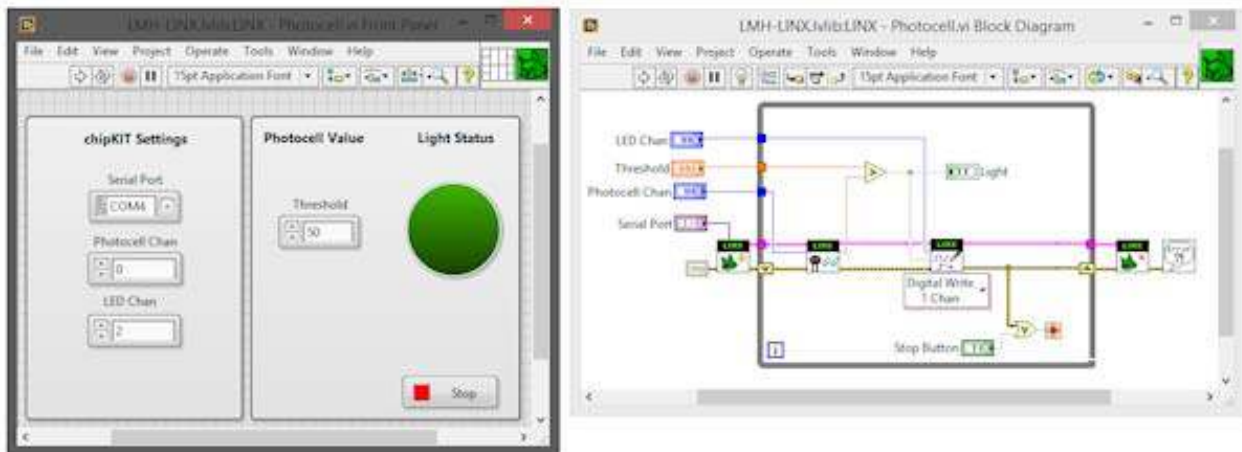 LMH-LINX.lvlib:LINX - Photocell.vi Front Panel
File Edit View Project Operate Tools Window Help
15pt Application Font
chipKIT Settings
Serial Port
COM4
Photocell Chan
0
LED Chan
2
Photocell Value
Light Status
Threshold
50
Stop
LMH-LINX.lvlib:LINX - Photocell.vi Block Diagram
File Edit View Project Operate Tools Window Help
15pt Application Font
LED Chan
Threshold
Light
Photocell Chan
Serial Port
LINX
LINX
LINX
LINX
Digital Write
1 Chan
Stop Button
i